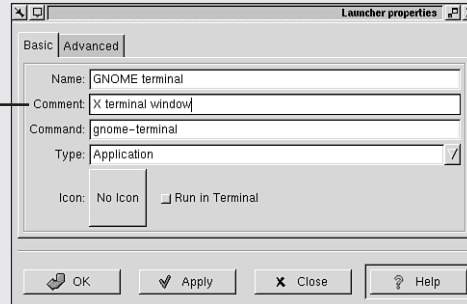 Launcher properties
Basic Advanced
Name: GNOME terminal
Comment: X terminal window
Command: gnome-terminal
Type: Application
Icon: No Icon Run in Terminal
OK Apply Close Help